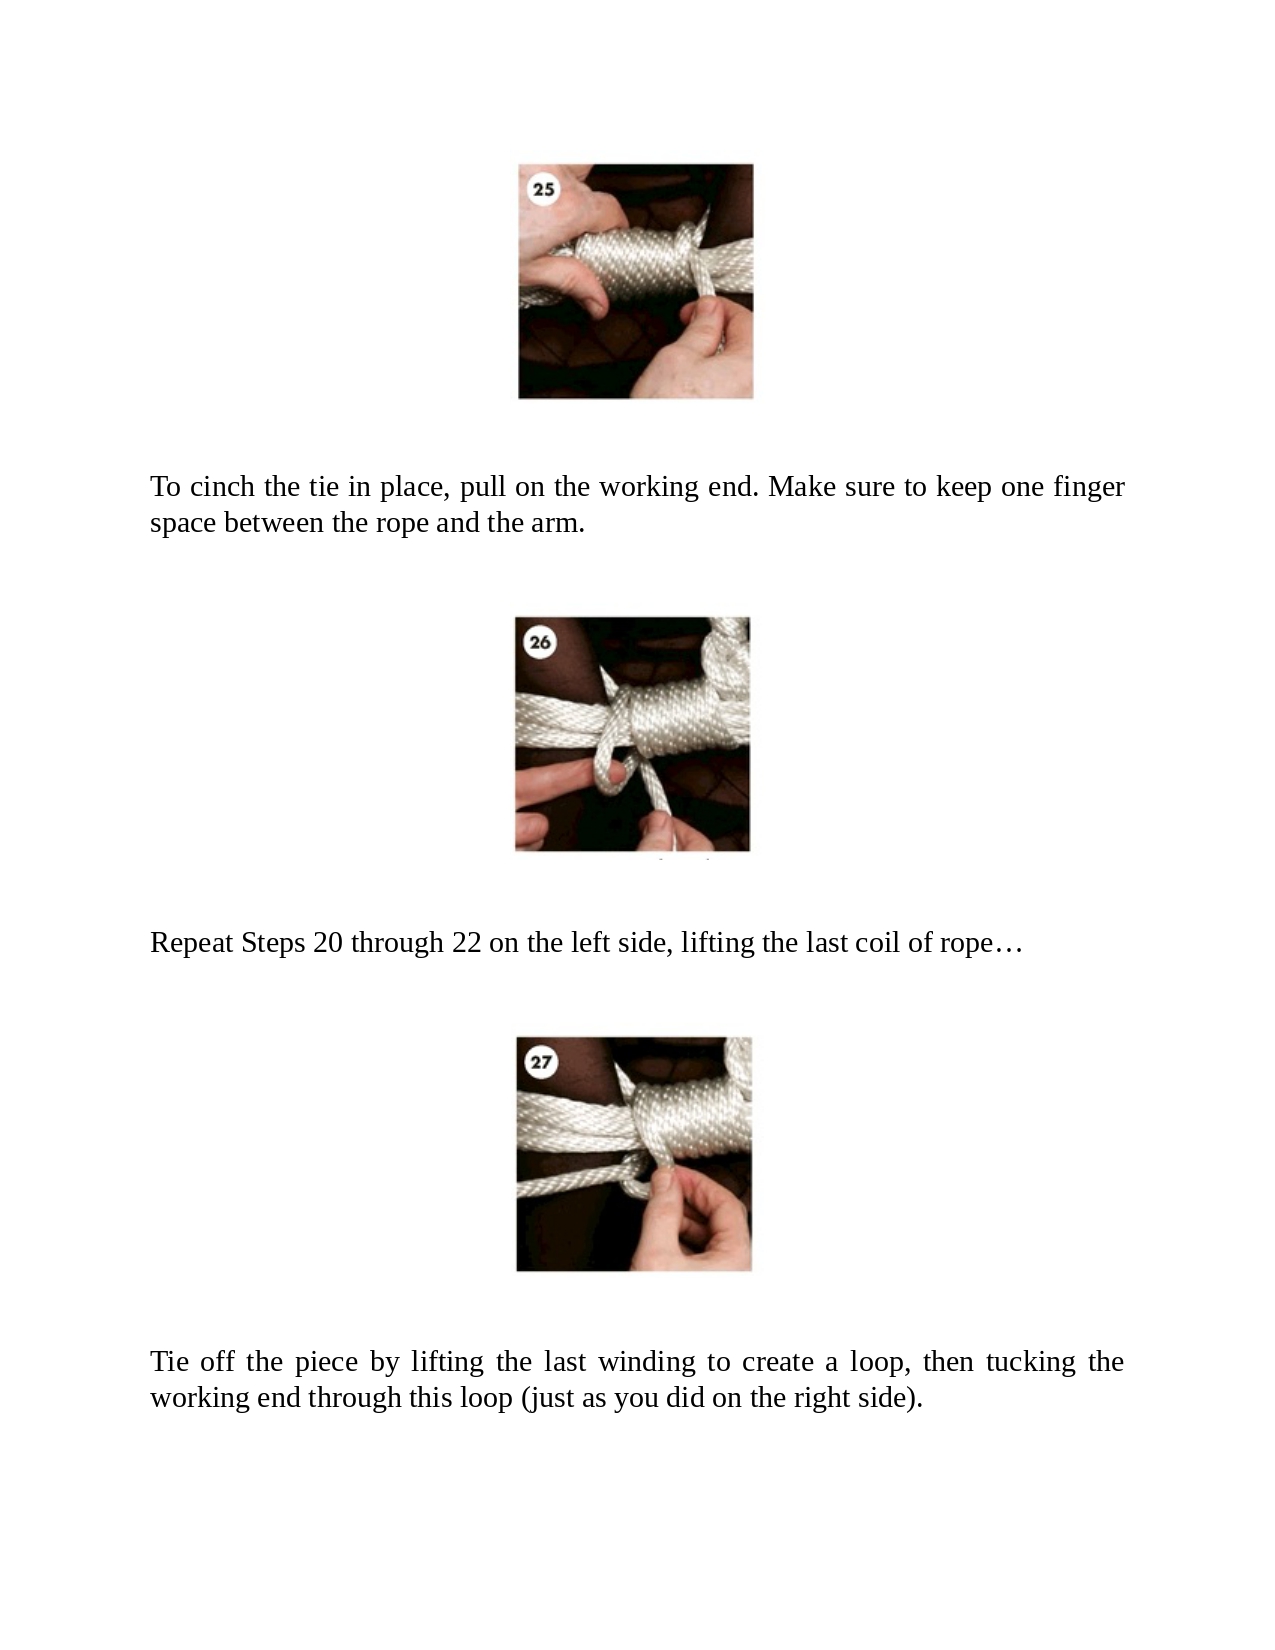 25
To cinch the tie in place, pull on the working end. Make sure to keep one finger
space between the rope and the arm.
26
Repeat Steps 20 through 22 on the left side, lifting the last coil of rope…
27
Tie off the piece by lifting the last winding to create a loop, then tucking the
working end through this loop (just as you did on the right side).